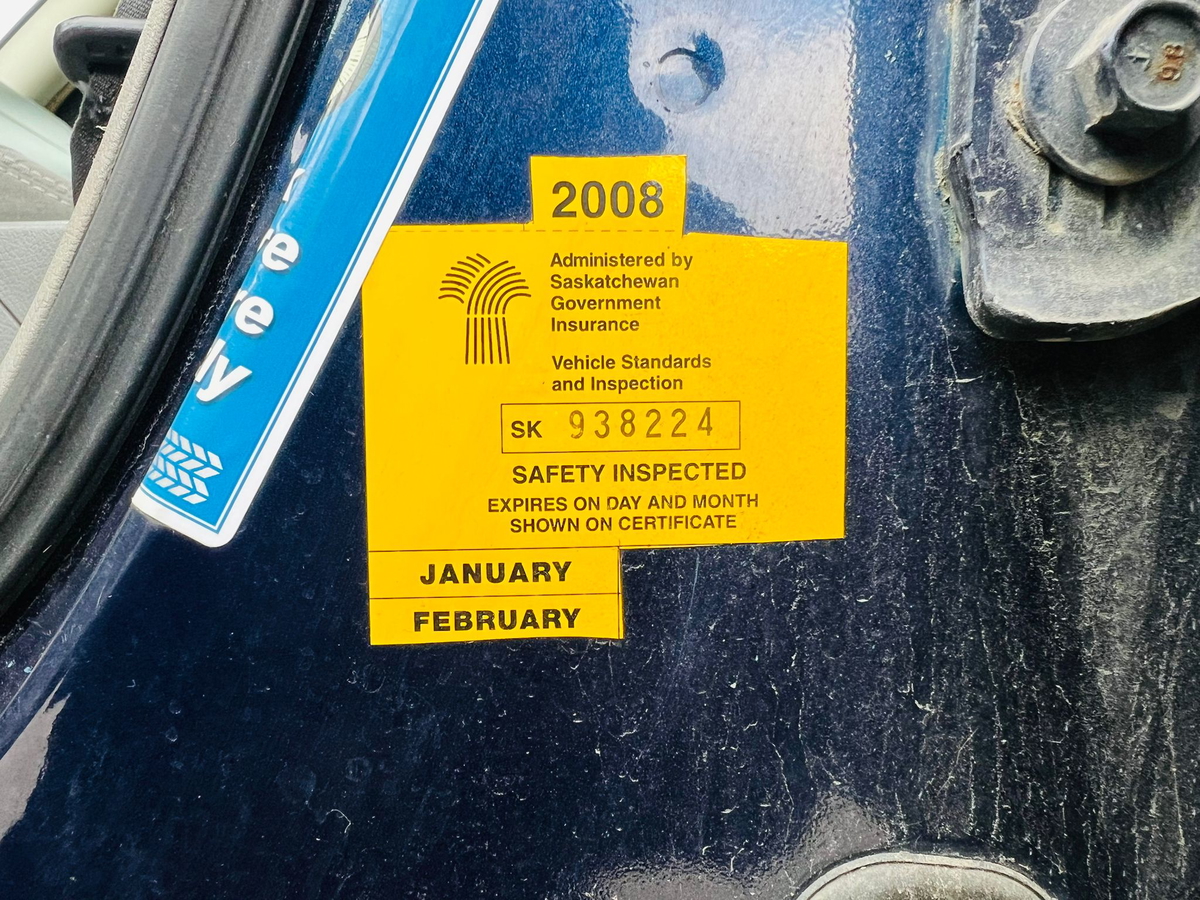 2008
Administered by
Saskatchewan
Government
Insurance
Vehicle Standards
and Inspection
SK 938224
SAFETY INSPECTED
EXPIRES ON DAY AND MONTH
SHOWN ON CERTIFICATE
JANUARY
FEBRUARY